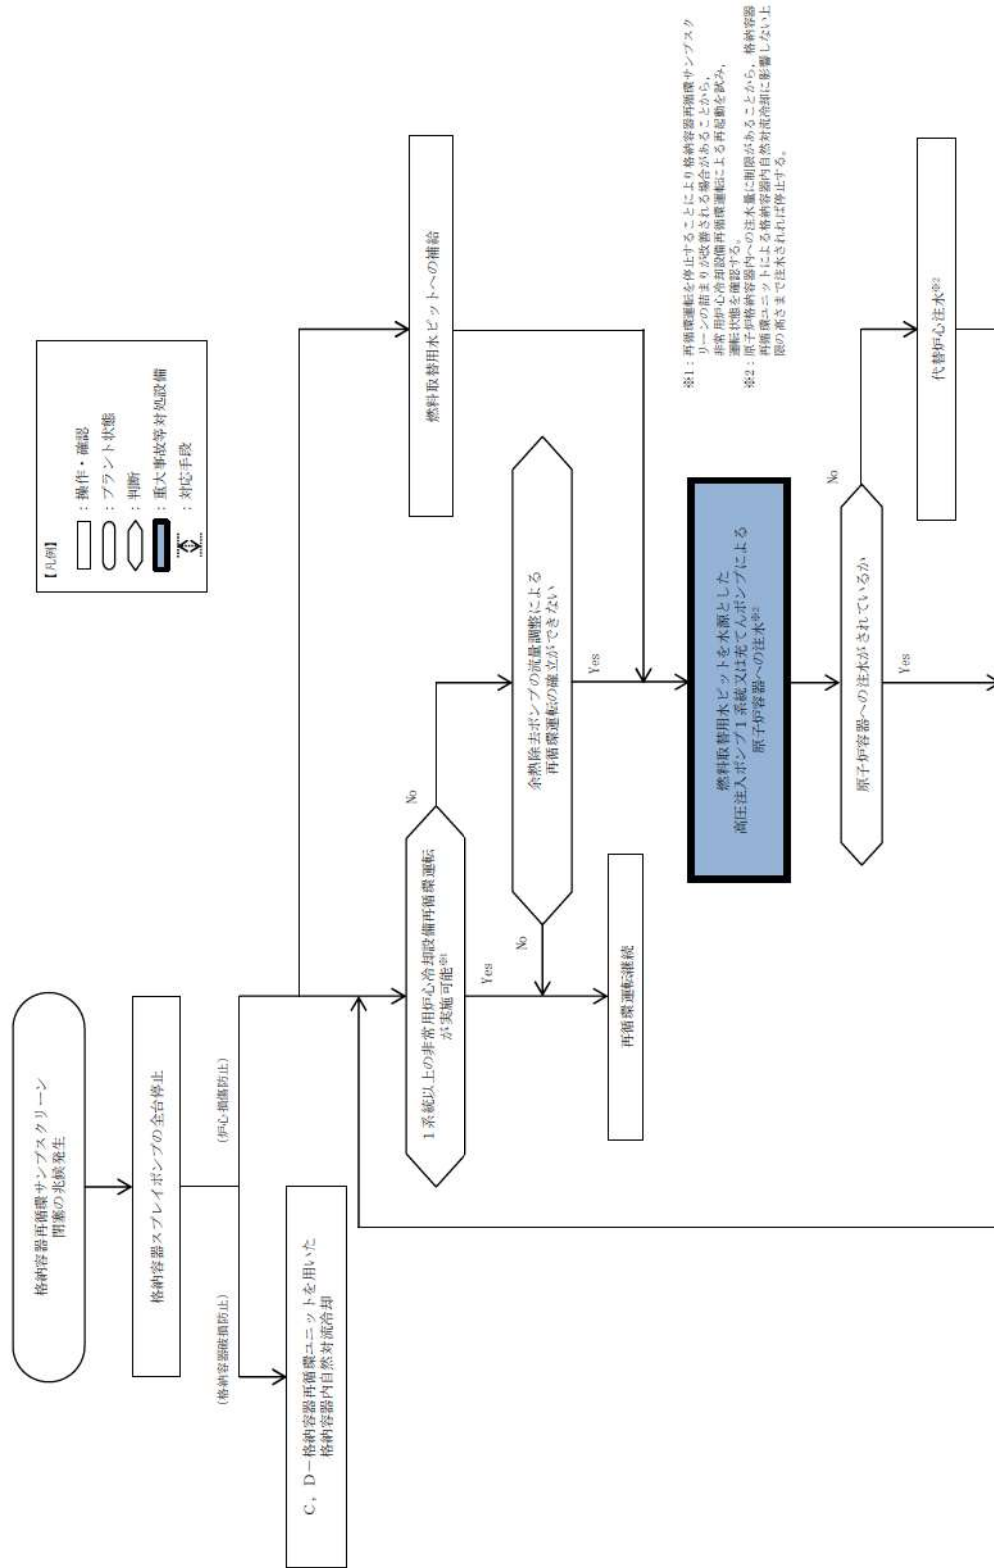 格納容器再循環サンプスクリーン
閉塞の兆候発生
格納容器スプレイポンプの全台停止
(格納容器破損防止)
(炉心損傷防止)
C，D－格納容器再循環ユニットを用いた
格納容器内自然対流冷却
1系統以上の非常用炉心冷却設備再循環運転
が実施可能※1
No
Yes
燃料取替用水ピットへの補給
余熱除去ポンプの流量調整による
再循環運転の確立ができない
No
Yes
再循環運転継続
燃料取替用水ピットを水源とした
高圧注入ポンプ1系統又は充てんポンプによる
原子炉容器への注水※2
原子炉容器への注水がされているか
No
Yes
代替炉心注水※2
【凡例】
：操作・確認
：プラント状態
：判断
：重大事故等対処設備
：対応手段
※1：再循環運転を停止することにより格納容器再循環サンプスク
リーンの詰まりが改善される場合があることから，
非常用炉心冷却設備再循環運転による再起動を試み，
運転状態を確認する。
※2：原子炉格納容器内への注水量に制限があることから，格納容器
再循環ユニットによる格納容器内自然対流冷却に影響しない上
限の高さまで注水されれば停止する。